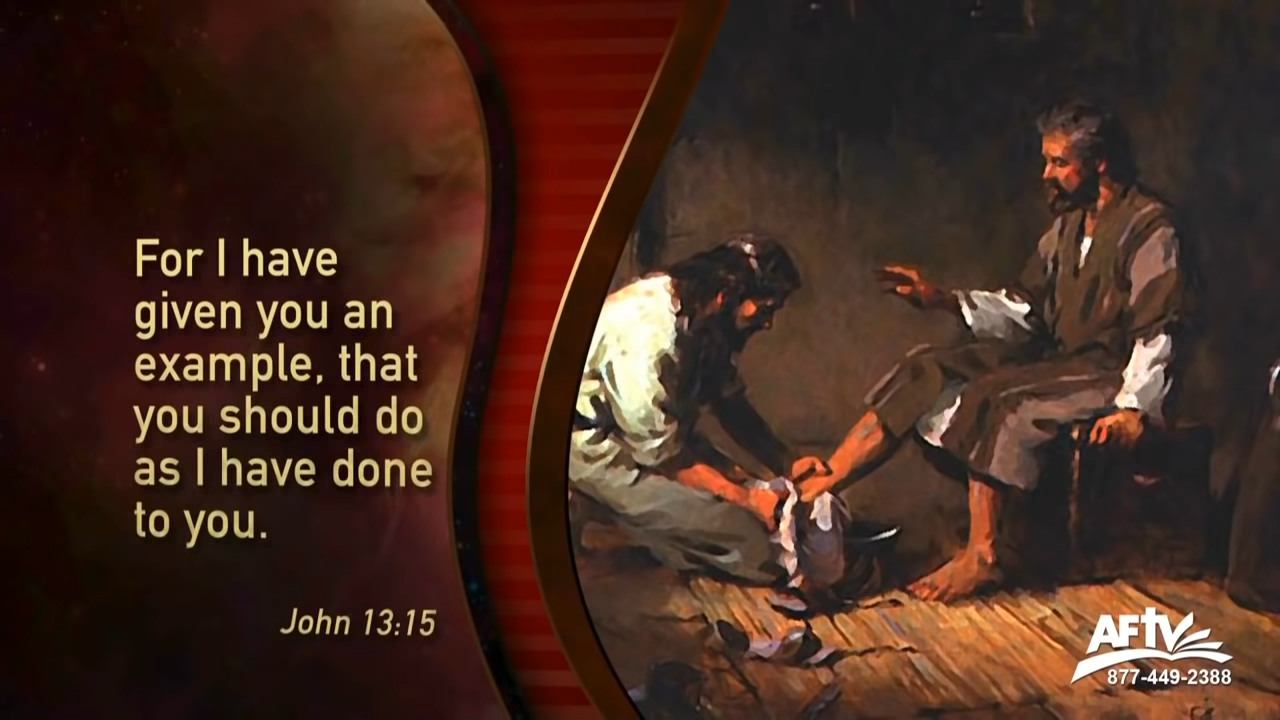 For I have
given you an
example, that
you should do
as I have done
to you.
John 13:15
AFTV
877-449-2388